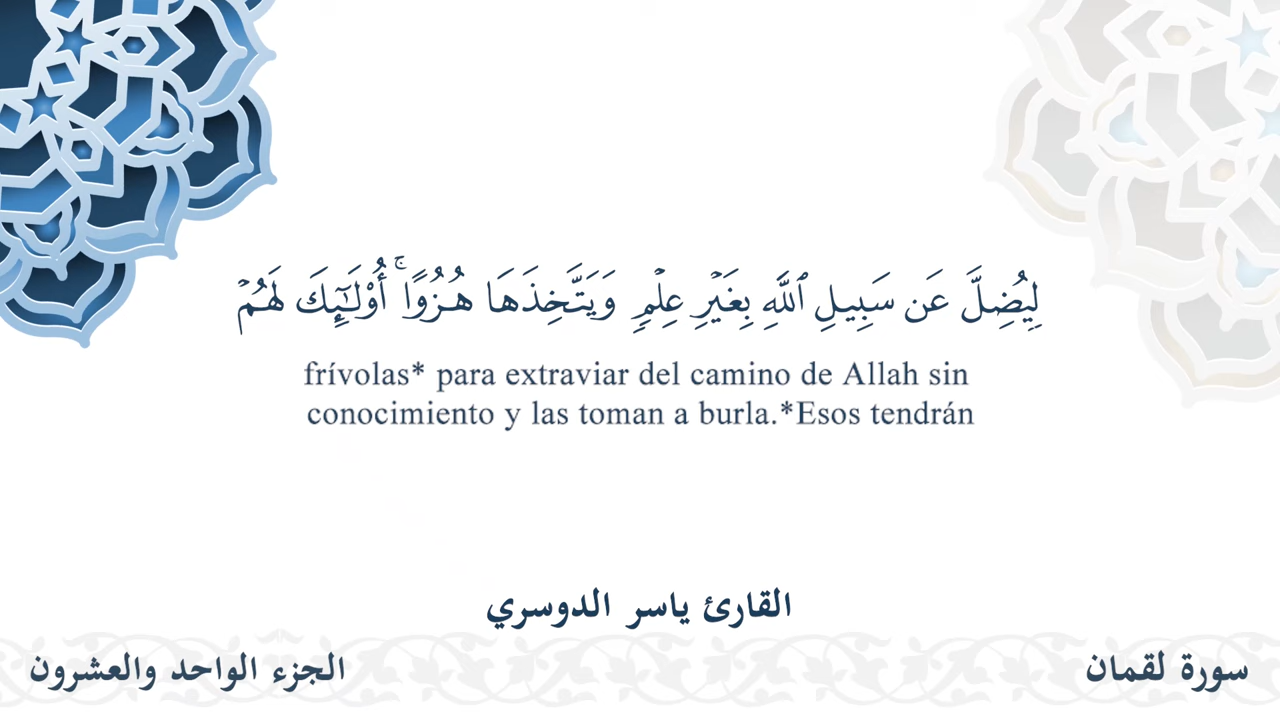 لِيُضِلَّ عَن سَبِيلِ ٱللَّهِ بِغَيۡرِ عِلۡمٖ وَيَتَّخِذَهَا هُزُوًاۚ أُوْلَٰٓئِكَ لَهُمۡ
frívolas* para extraviar del camino de Allah sin
conocimiento y las toman a burla.*Esos tendrán
القارئ ياسر الدوسري
سورة لقمان
الجزء الواحد والعشرون